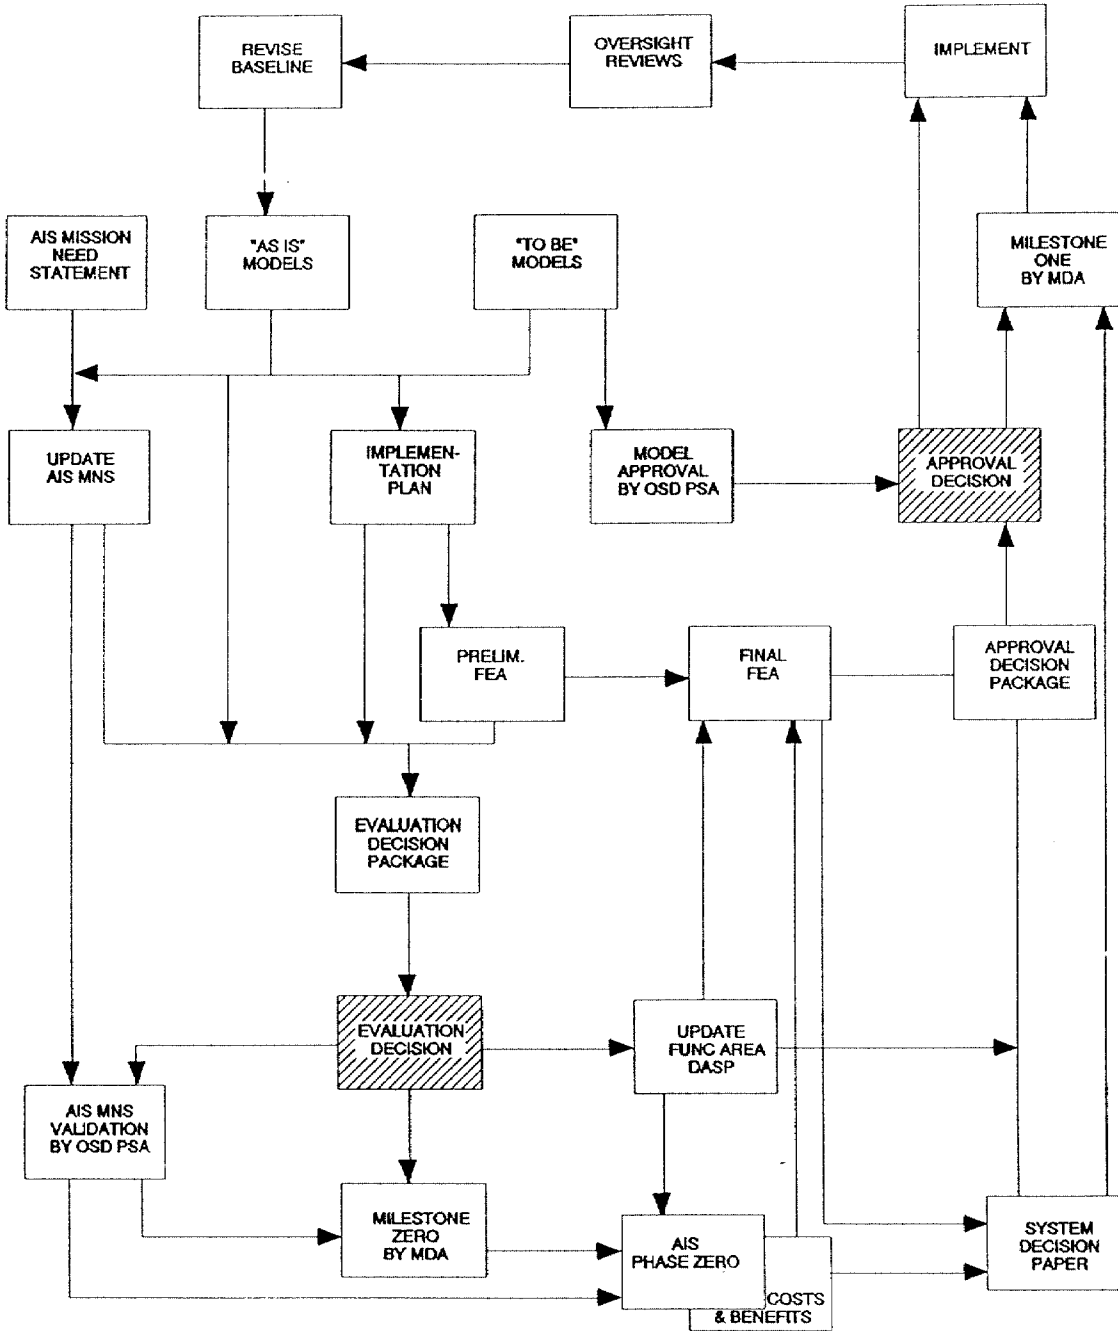 REVISE
BASELINE
OVERSIGHT
REVIEWS
IMPLEMENT
AIS MISSION
NEED
STATEMENT
"AS IS"
MODELS
"TO BE"
MODELS
MILESTONE
ONE
BY MDA
UPDATE
AIS MNS
IMPLEMEN-
TATION
PLAN
MODEL
APPROVAL
BY OSD PSA
APPROVAL
DECISION
PRELIM.
FEA
FINAL
FEA
APPROVAL
DECISION
PACKAGE
EVALUATION
DECISION
PACKAGE
EVALUATION
DECISION
UPDATE
FUNC AREA
DASP
AIS MNS
VALIDATION
BY OSD PSA
MILESTONE
ZERO
BY MDA
AIS
PHASE ZERO
COSTS
& BENEFITS
SYSTEM
DECISION
PAPER